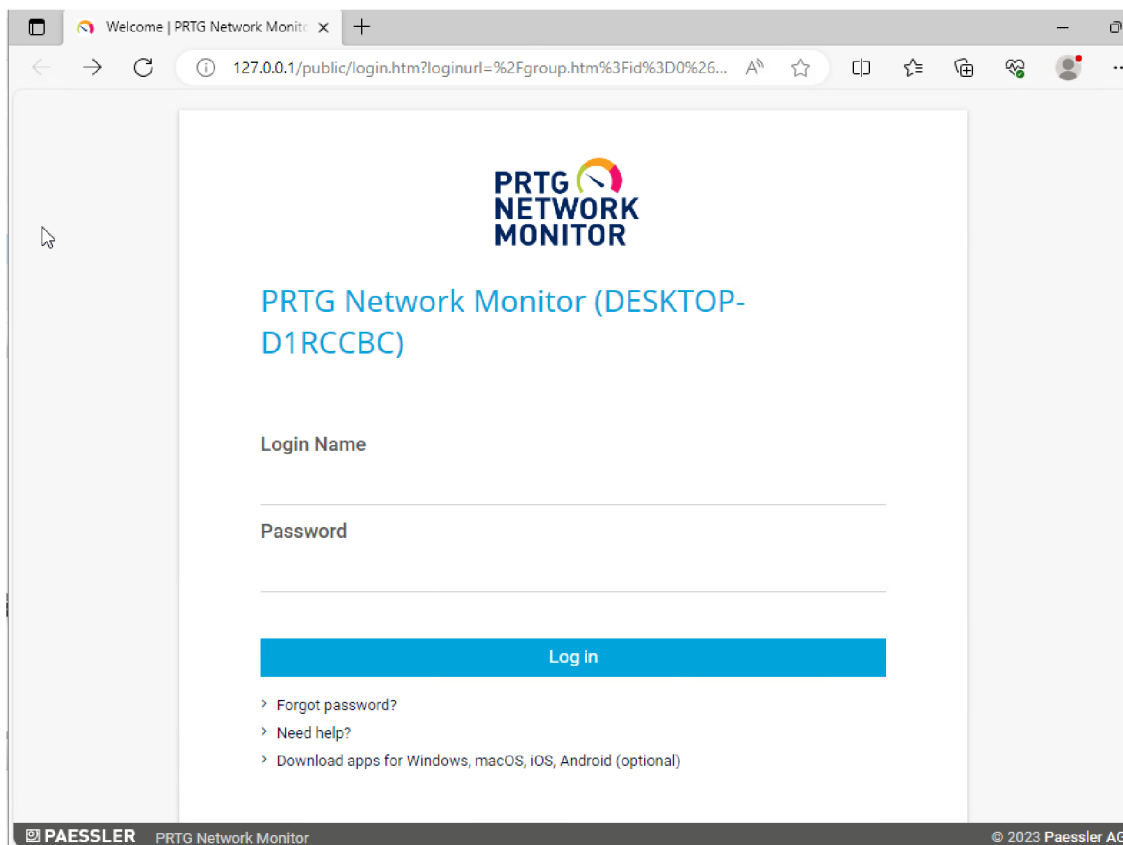 Welcome | PRTG Network Monito
127.0.0.1/public/login.htm?loginurl=%2Fgroup.htm%3Fid%3D0%26...
PRTG
NETWORK
MONITOR
PRTG Network Monitor (DESKTOP-
D1RCCBC)
Login Name
Password
Log in
Forgot password?
Need help?
Download apps for Windows, macOS, iOS, Android (optional)
PAESSLER PRTG Network Monitor © 2023 Paessler AG